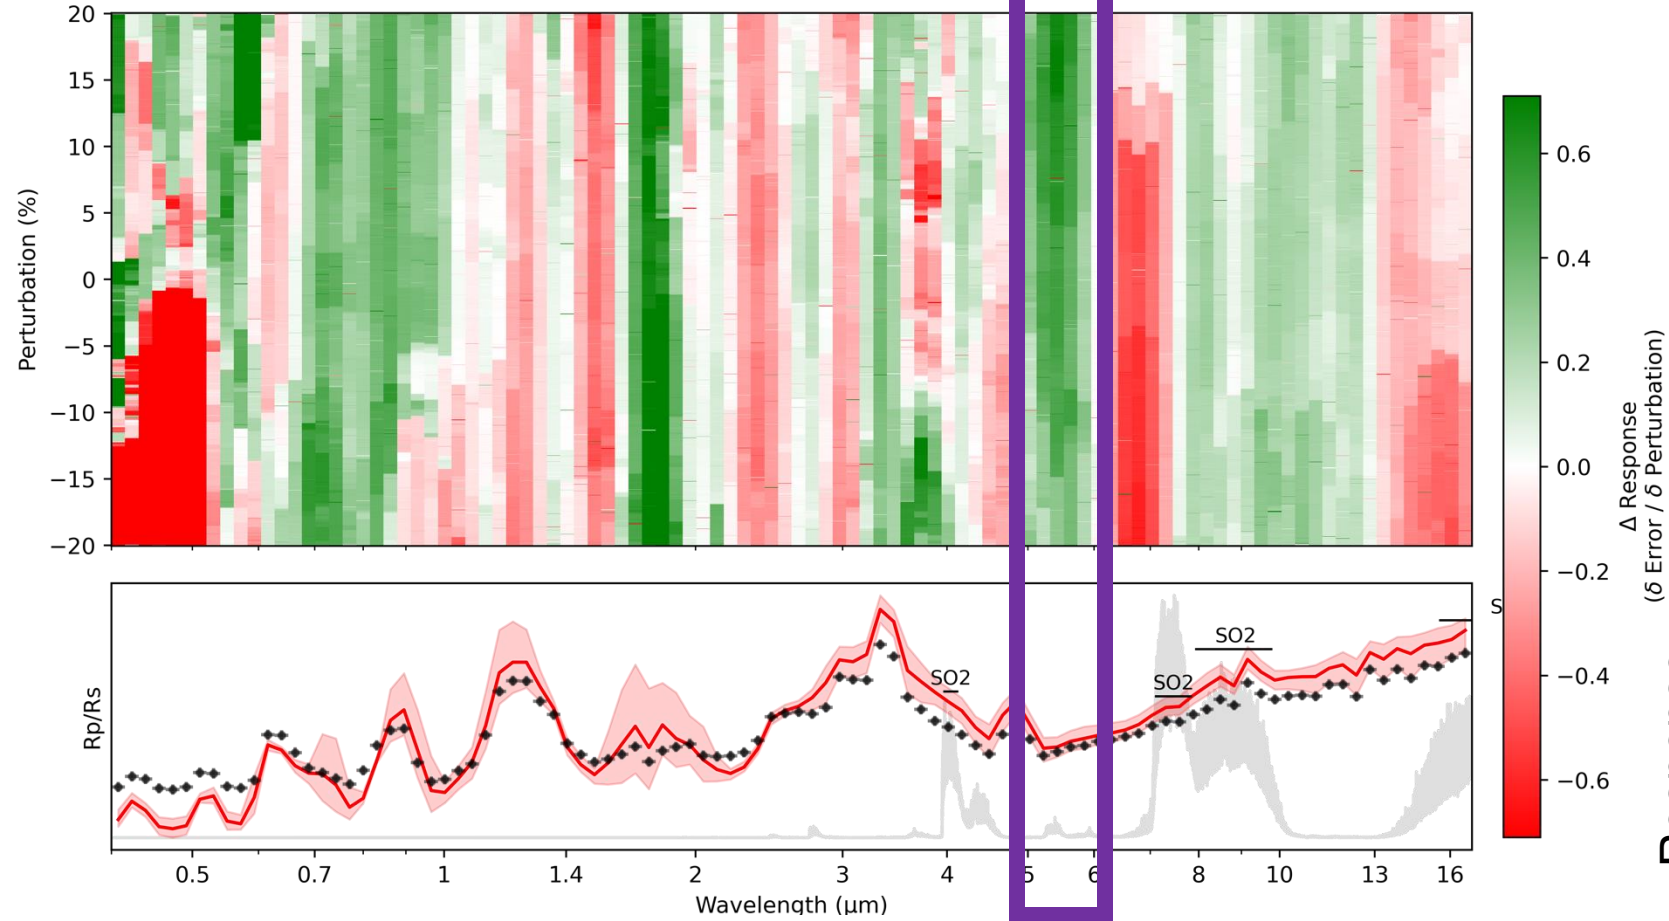 20
15
10
5
0
−5
−10
−15
−20
Perturbation (%)
0.6
0.4
0.2
0.0
−0.2
−0.4
−0.6
Δ Response
(δ Error / δ Perturbation)
Rp/Rs
SO2
SO2
SO2
S
0.5 0.7 1 1.4 2 3 4 5 6 8 10 13 16
Wavelength (μm)